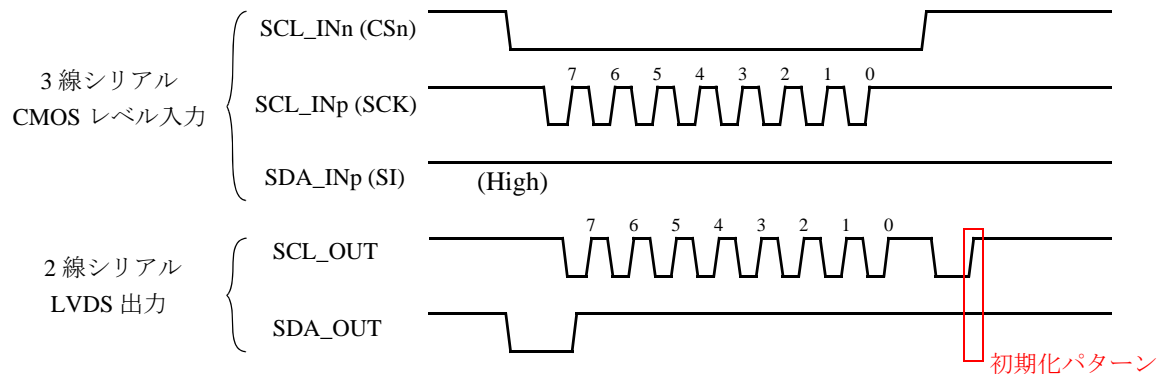 3 線シリアル
CMOS レベル入力
SCL_INn (CSn)
7 6 5 4 3 2 1 0
SCL_INp (SCK)
SDA_INp (SI)
(High)
2 線シリアル
LVDS 出力
7 6 5 4 3 2 1 0
SCL_OUT
SDA_OUT
初期化パターン